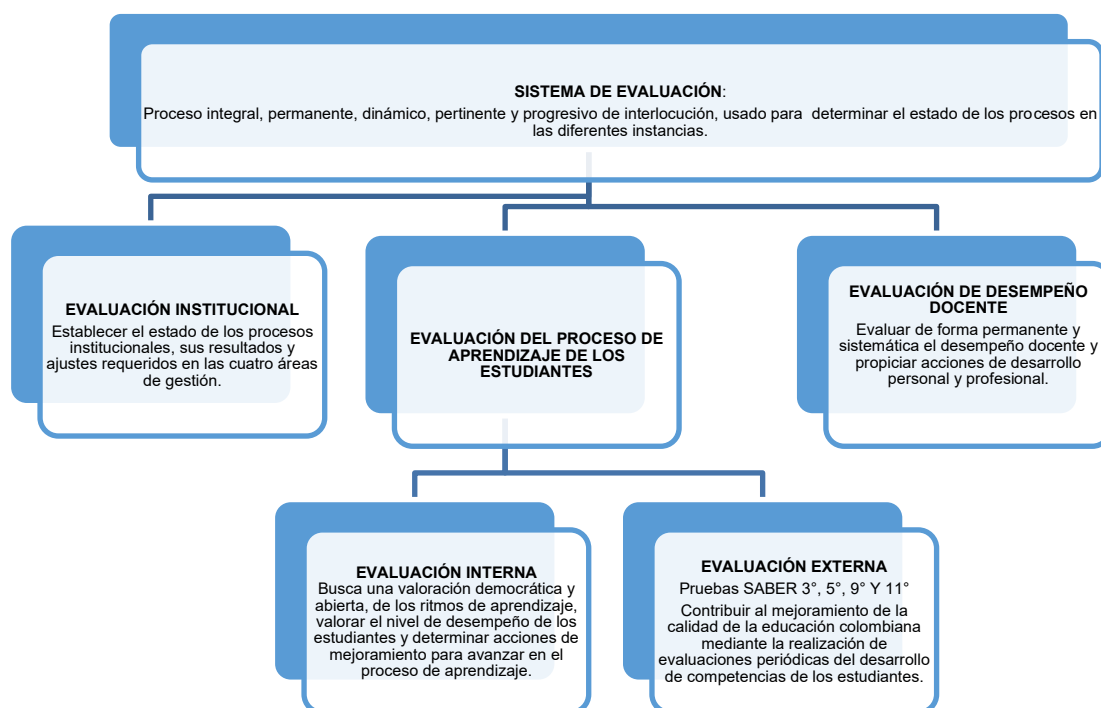 SISTEMA DE EVALUACIÓN:
Proceso integral, permanente, dinámico, pertinente y progresivo de interlocución, usado para determinar el estado de los procesos en
las diferentes instancias.
EVALUACIÓN INSTITUCIONAL
Establecer el estado de los procesos
institucionales, sus resultados y
ajustes requeridos en las cuatro áreas
de gestión.
EVALUACIÓN DEL PROCESO DE
APRENDIZAJE DE LOS
ESTUDIANTES
EVALUACIÓN DE DESEMPEÑO
DOCENTE
Evaluar de forma permanente y
sistemática el desempeño docente y
propiciar acciones de desarrollo
personal y profesional.
EVALUACIÓN INTERNA
Busca una valoración democrática y
abierta, de los ritmos de aprendizaje,
valorar el nivel de desempeño de los
estudiantes y determinar acciones de
mejoramiento para avanzar en el
proceso de aprendizaje.
EVALUACIÓN EXTERNA
Pruebas SABER 3°, 5°, 9° Y 11°
Contribuir al mejoramiento de la
calidad de la educación colombiana
mediante la realización de
evaluaciones periódicas del desarrollo
de competencias de los estudiantes.